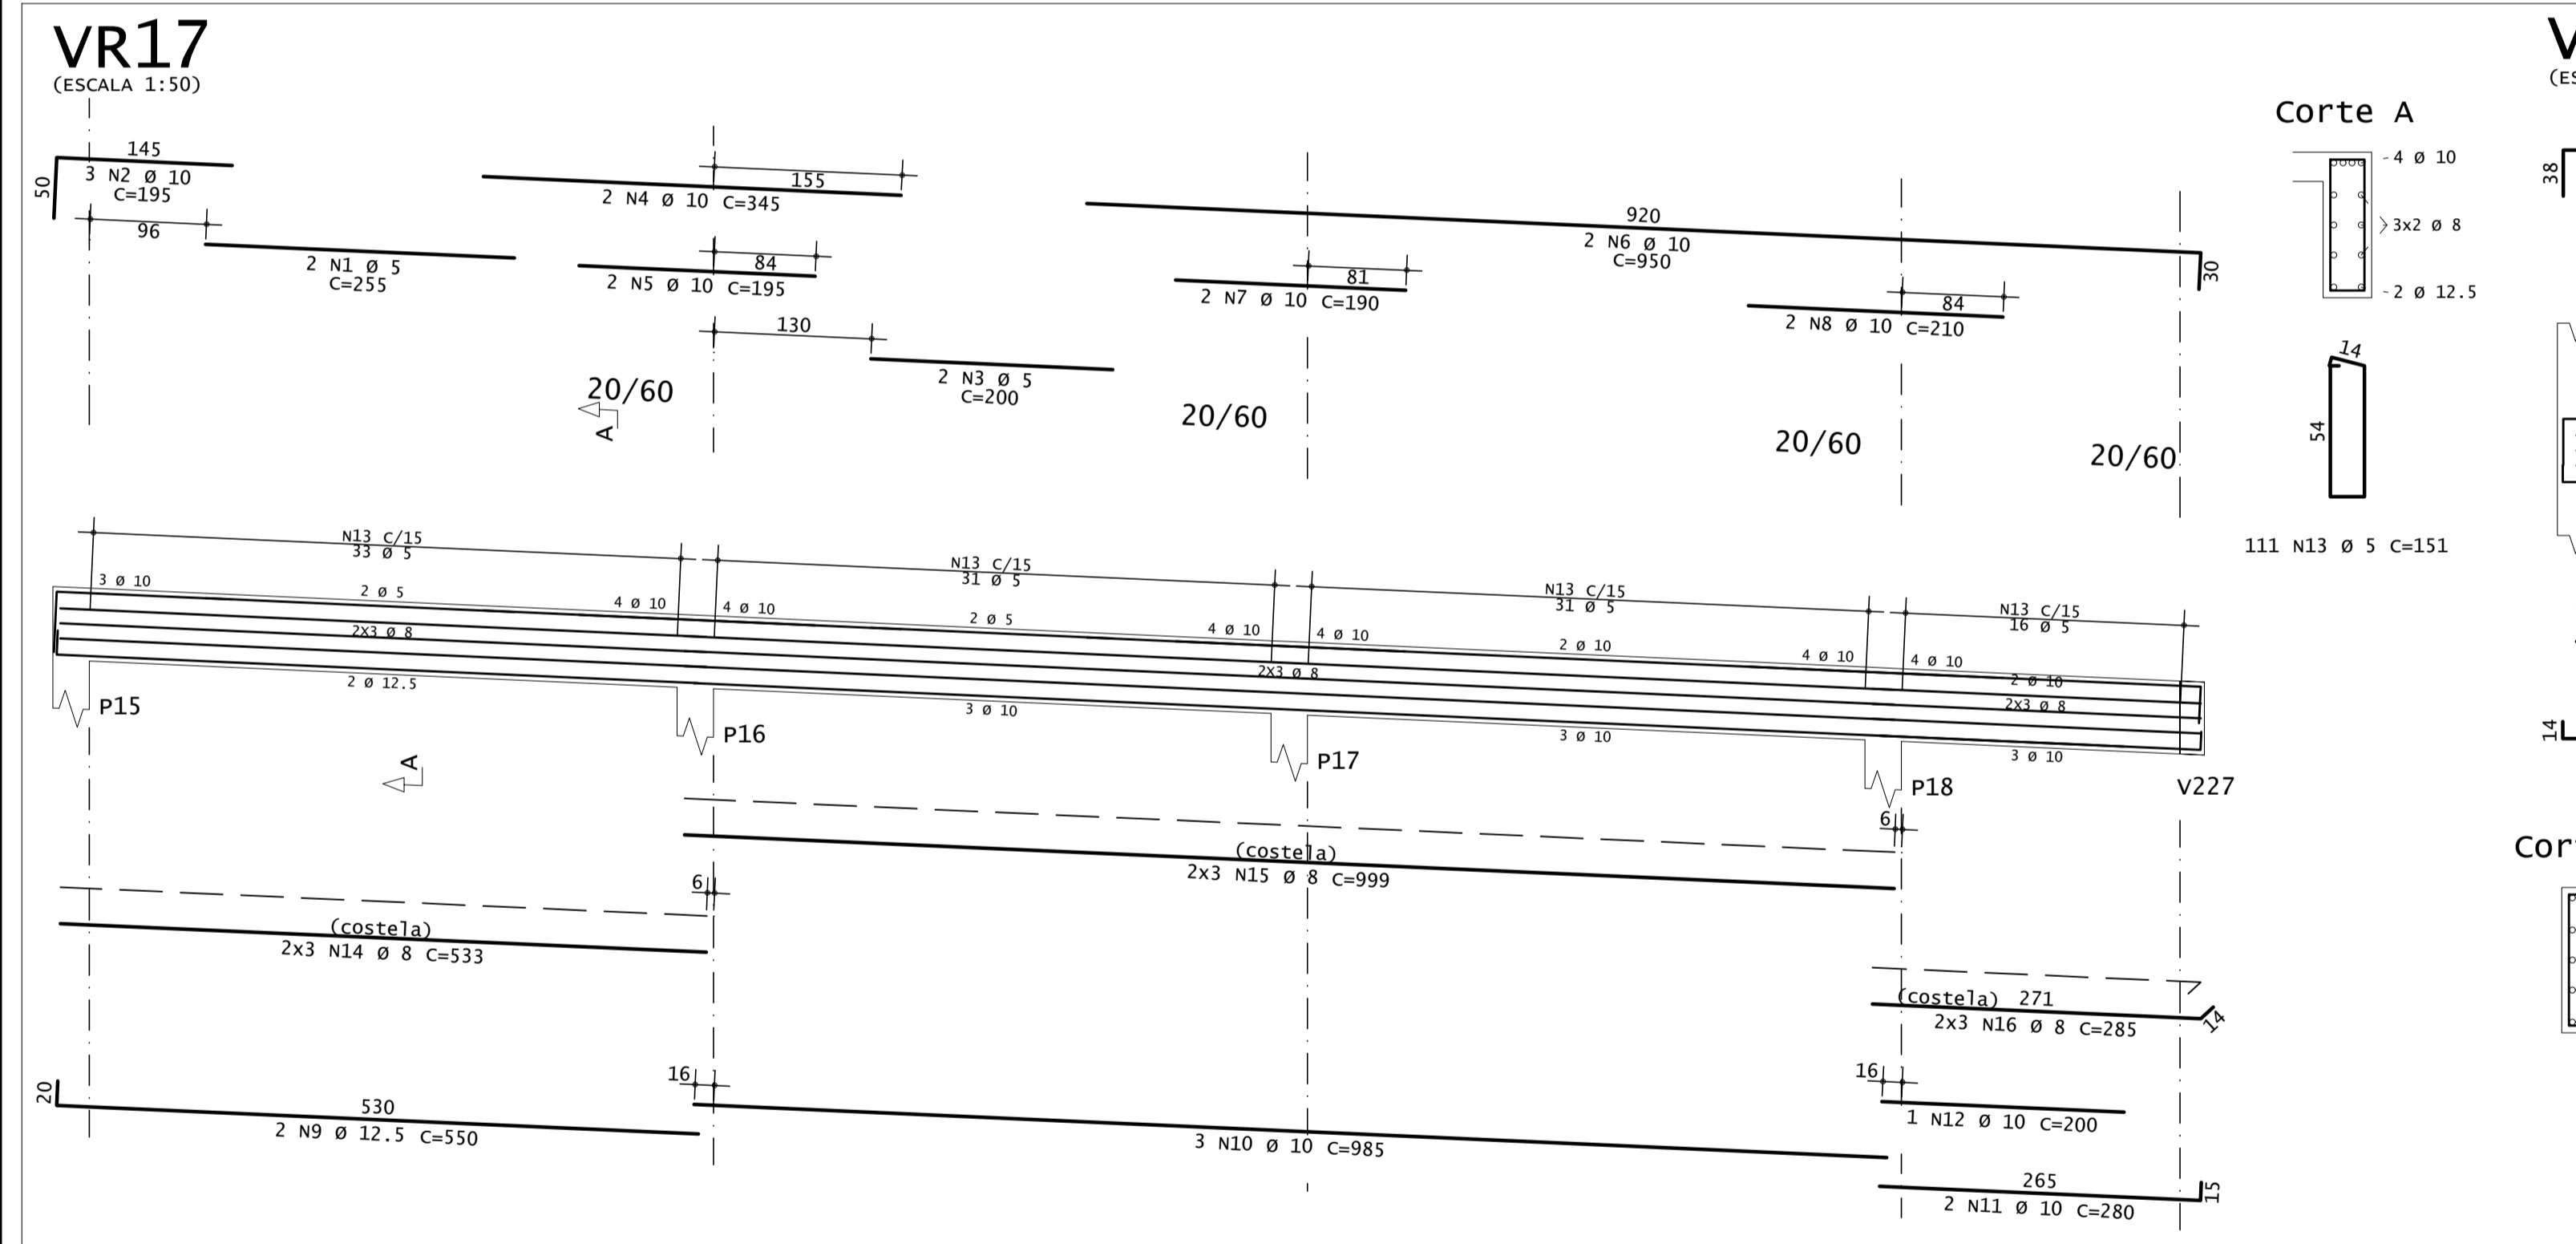 VR17
(ESCALA 1:50)
145
3 N2 Ø 10
C=195
50
96
2 N1 Ø 5
C=255
155
2 N4 Ø 10 C=345
84
2 N5 Ø 10 C=195
130
2 N3 Ø 5
C=200
920
2 N6 Ø 10
C=950
30
81
2 N7 Ø 10 C=190
84
2 N8 Ø 10 C=210
20/60
A
20/60
20/60
20/60
Corte A
4 Ø 10
3x2 Ø 8
2 Ø 12.5
14
54
111 N13 Ø 5 C=151
N13 C/15
33 Ø 5
N13 C/15
31 Ø 5
N13 C/15
31 Ø 5
N13 C/15
16 Ø 5
3 Ø 10
2 Ø 5
4 Ø 10
4 Ø 10
2 Ø 5
4 Ø 10
4 Ø 10
2 Ø 10
4 Ø 10
4 Ø 10
2 Ø 10
2X3 Ø 8
2X3 Ø 8
2x3 Ø 8
2 Ø 12.5
3 Ø 10
3 Ø 10
3 Ø 10
P15
P16
P17
P18
V227
A
6
(costela)
2x3 N15 Ø 8 C=999
6
(costela)
2x3 N14 Ø 8 C=533
(costela) 271
2x3 N16 Ø 8 C=285
14
20
530
2 N9 Ø 12.5 C=550
16
3 N10 Ø 10 C=985
16
1 N12 Ø 10 C=200
265
2 N11 Ø 10 C=280
15
38
14